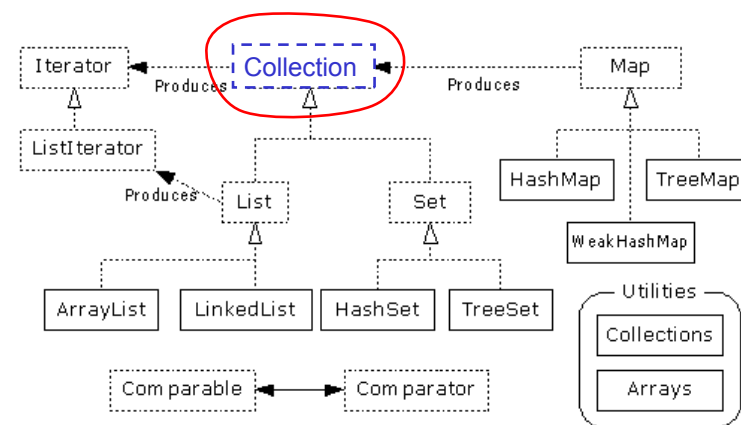 Iterator
Collection
Map
Produces
Produces
ListIterator
HashMap
TreeMap
Produces
List
Set
WeakHashMap
Utilities
ArrayList
LinkedList
HashSet
TreeSet
Collections
Comparable
Comparator
Arrays